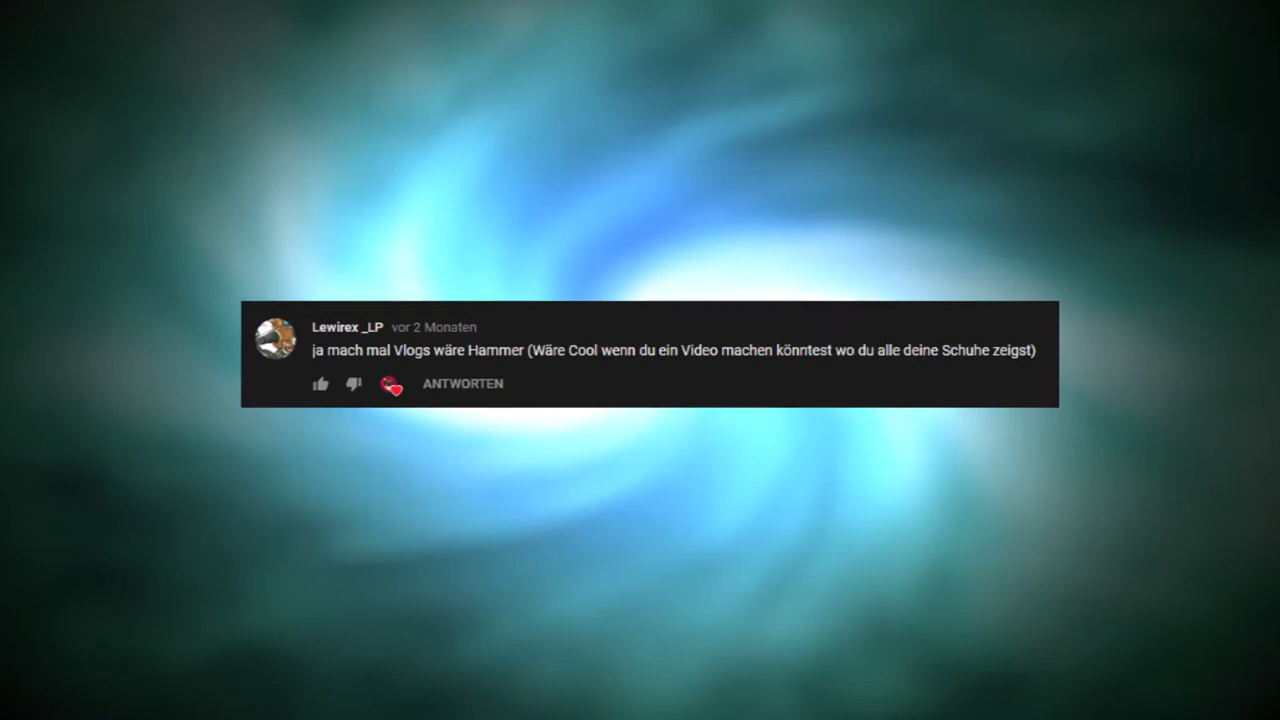 Lewirex _LP vor 2 Monaten
ja mach mal Vlogs wäre Hammer (Wäre Cool wenn du ein Video machen könntest wo du alle deine Schuhe zeigst)
ANTWORTEN